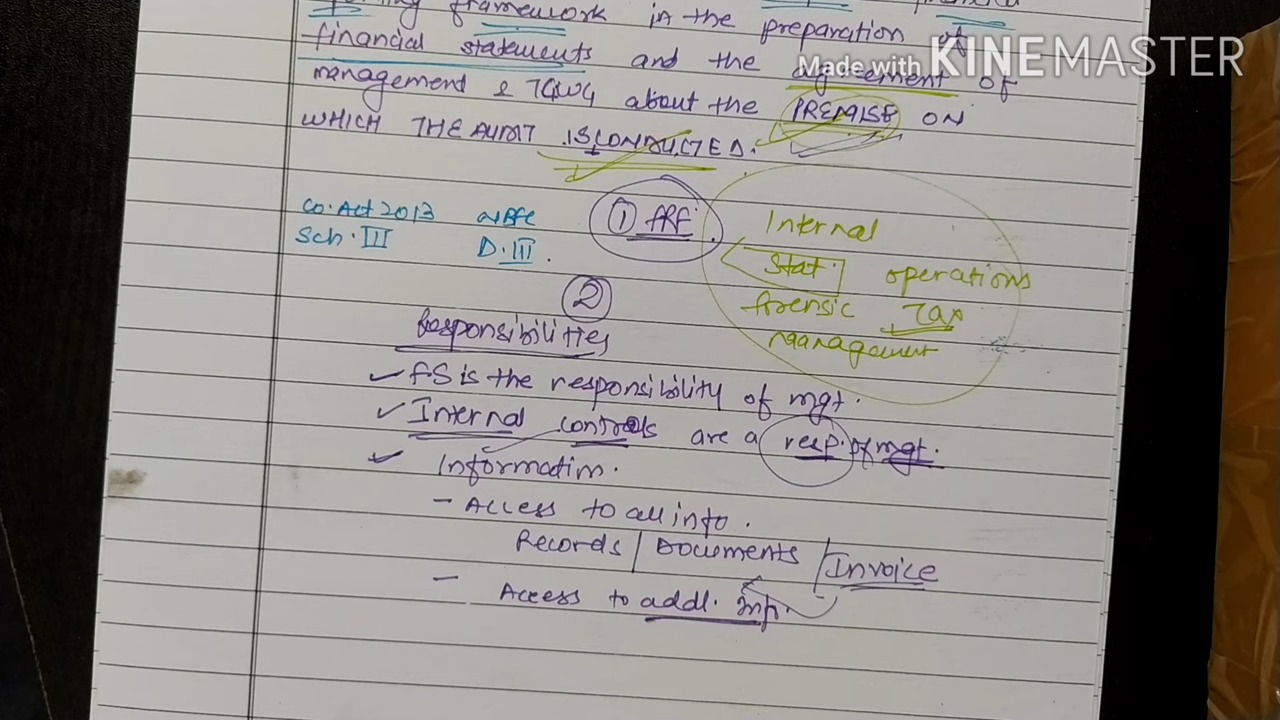 framework in the preparation of
financial statements and the agreement of
Made with KINEMASTER
management & TCWG about the PREMISE ON
WHICH THE AUDIT IS CONDUCTED.
Co. Act 2013
Sch. III D. III.
① FRF
Internal
Stat. operations
forensic Tax
management
②
Responsibilities
✓ FS is the responsibility of mgt.
✓ Internal controls are a resp. of mgt.
✓ Information.
- Access to all info.
Records / Documents / Invoice
- Access to addl. Inf.